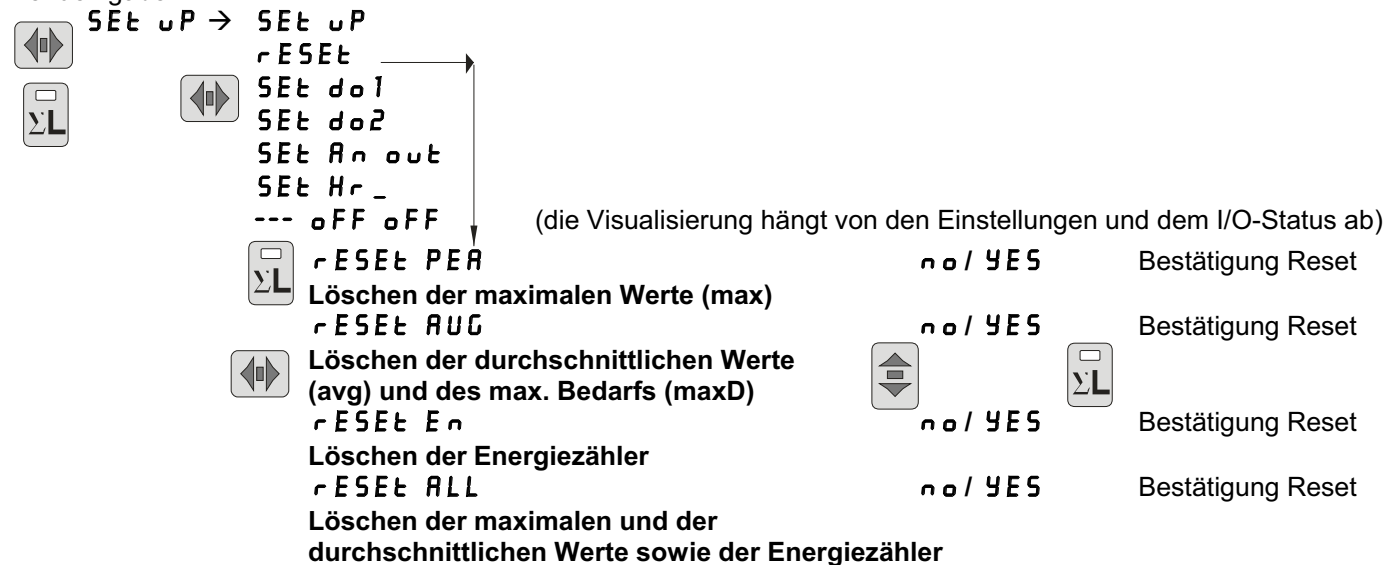 SEt uP → SEt uP
rESEt
SEt do1
SEt do2
SEt An out
SEt Hr_
--- oFF oFF (die Visualisierung hängt von den Einstellungen und dem I/O-Status ab)
ΣL
ΣL rESEt PEA no / YES Bestätigung Reset
Löschen der maximalen Werte (max)
rESEt AUG no / YES Bestätigung Reset
Löschen der durchschnittlichen Werte
(avg) und des max. Bedarfs (maxD)
ΣL
rESEt En no / YES Bestätigung Reset
Löschen der Energiezähler
rESEt ALL no / YES Bestätigung Reset
Löschen der maximalen und der
durchschnittlichen Werte sowie der Energiezähler